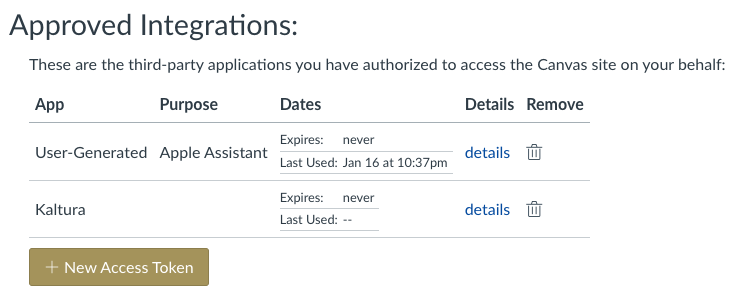 Approved Integrations:
These are the third-party applications you have authorized to access the Canvas site on your behalf:
App Purpose Dates Details Remove
User-Generated Apple Assistant Expires: never details
Last Used: Jan 16 at 10:37pm
Kaltura Expires: never details
Last Used: --
+ New Access Token